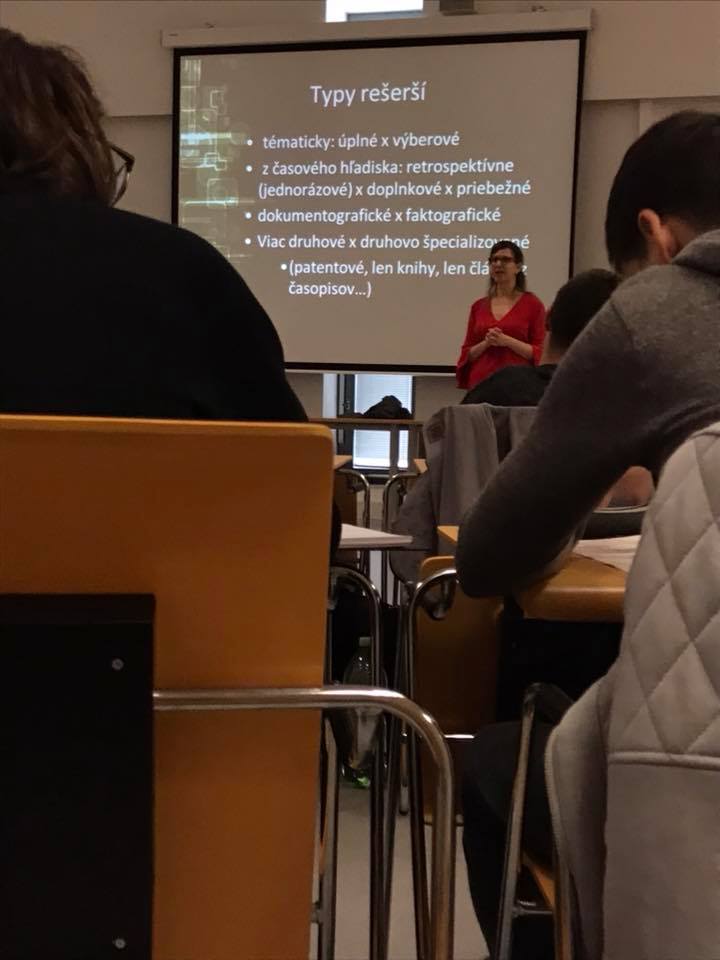 Typy rešerší
• tématicky: úplné x výberové
• z časového hľadiska: retrospektívne
(jednorázové) x doplnkové x priebežné
• dokumentografické x faktografické
• Viac druhové x druhovo špecializované
• (patentové, len knihy, len z
časopisov...)